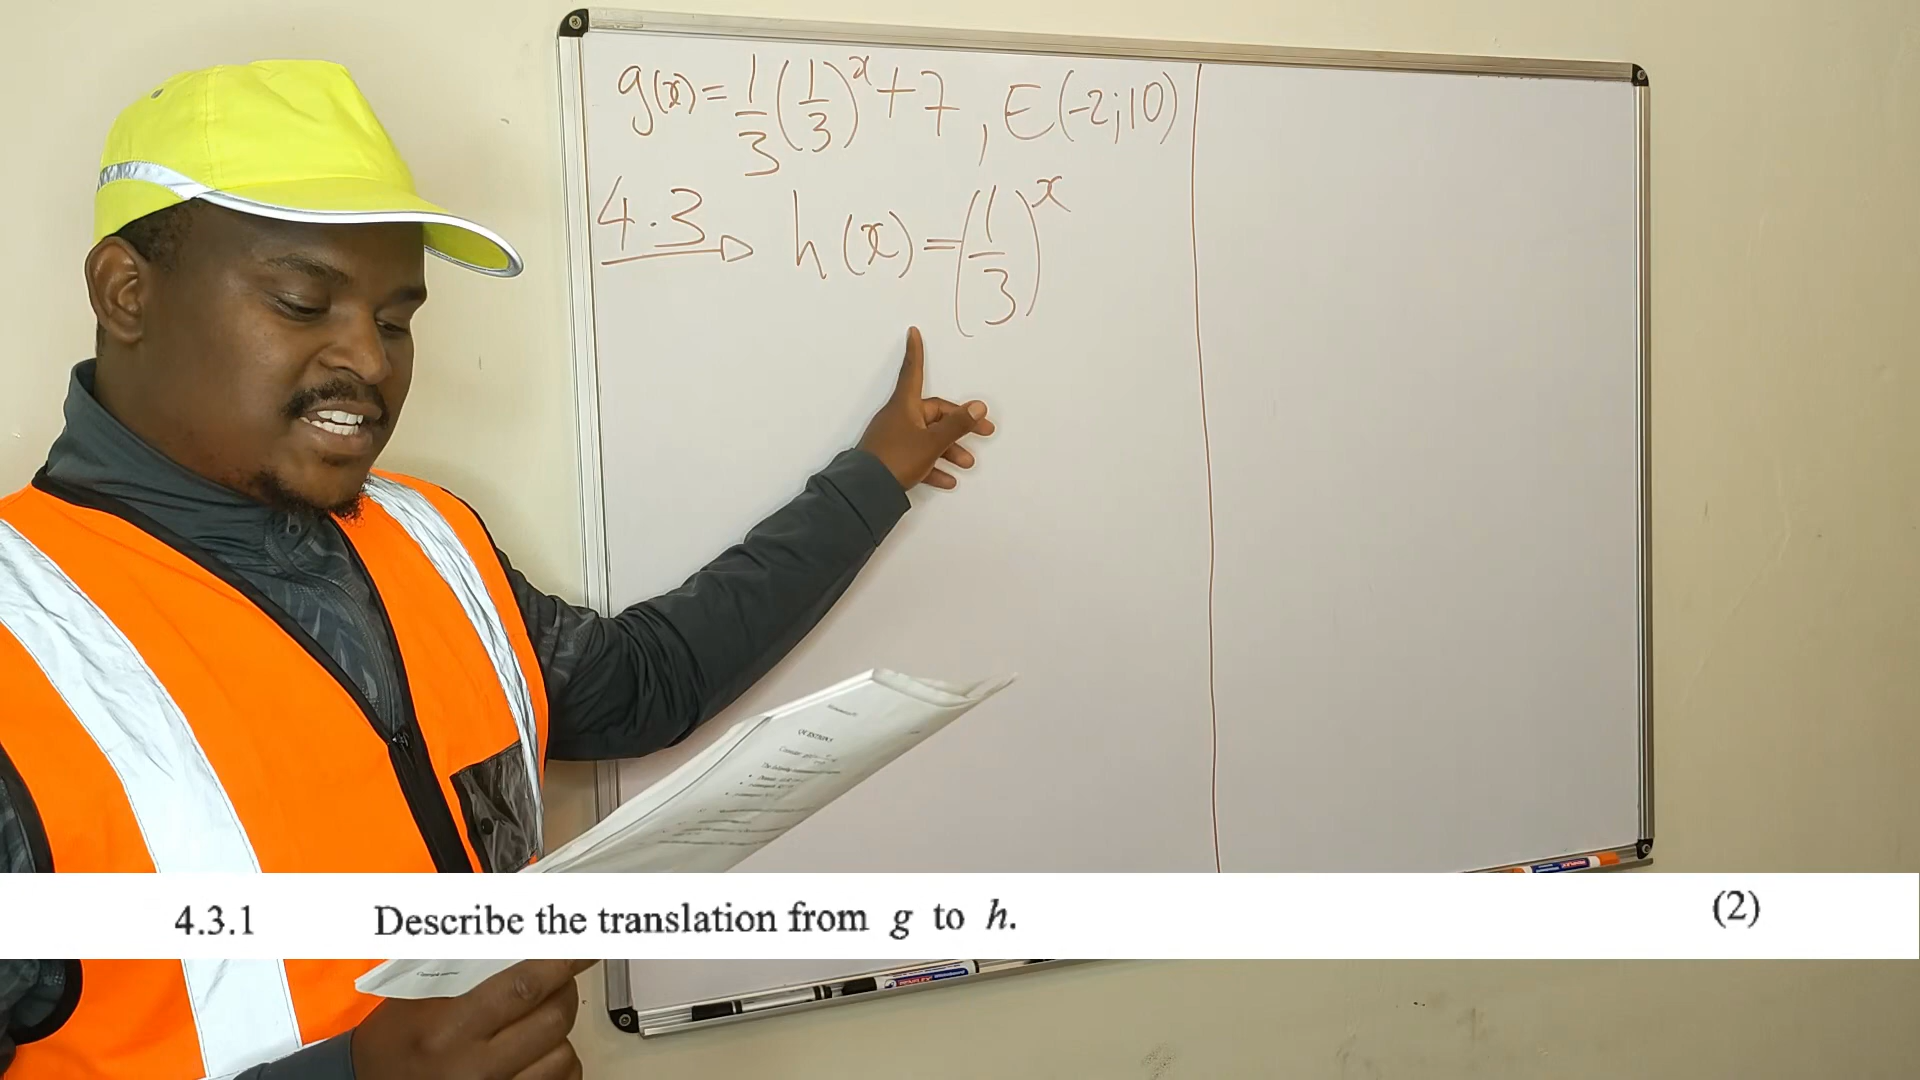 g(x) = 1/3 (1/3)^x + 7 , E(-2;10)
4.3 → h(x) = (1/3)^x
QUESTION
4.3.1 Describe the translation from g to h. (2)